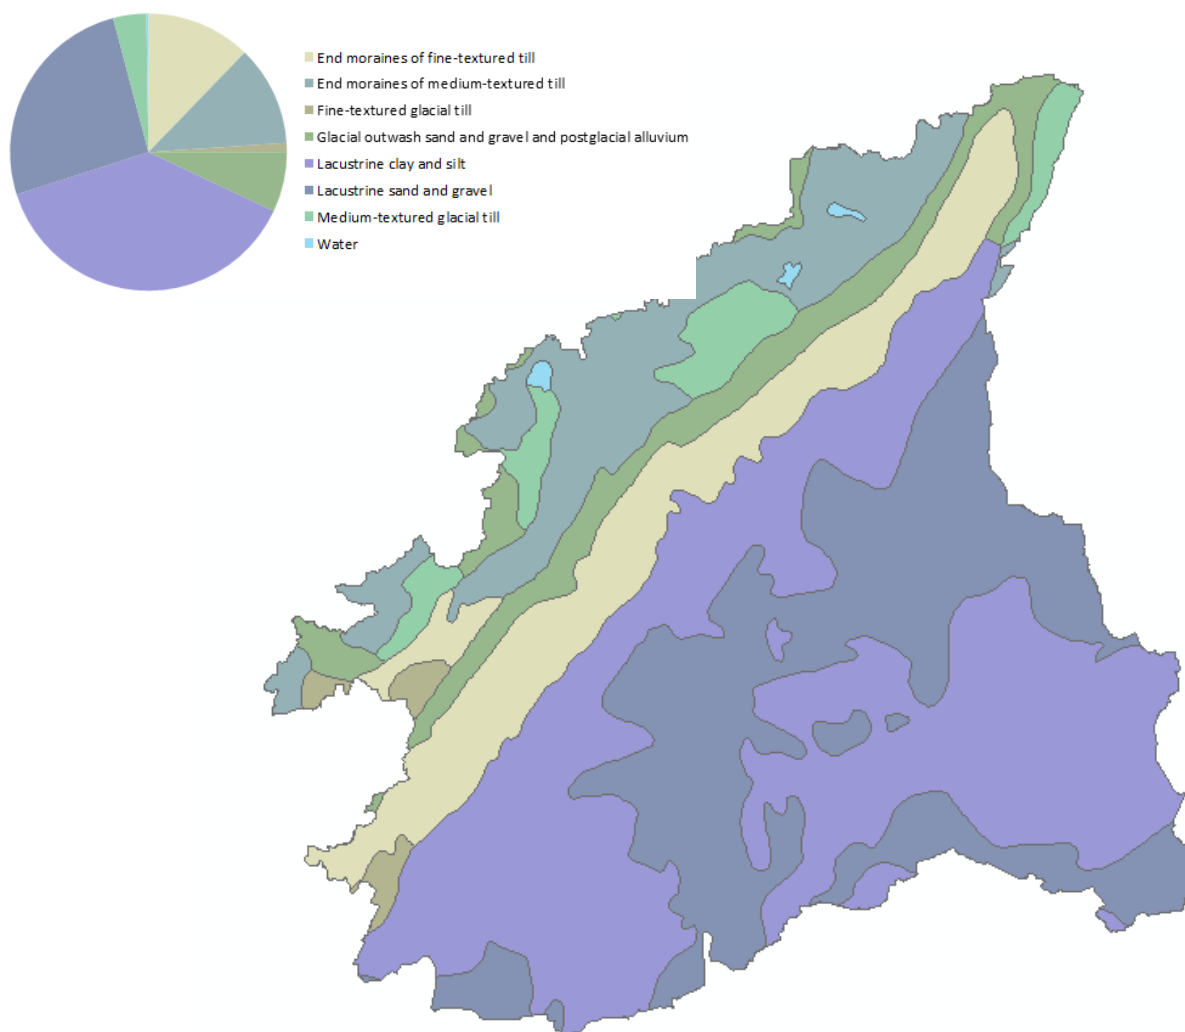 End moraines of fine-textured till
End moraines of medium-textured till
Fine-textured glacial till
Glacial outwash sand and gravel and postglacial alluvium
Lacustrine clay and silt
Lacustrine sand and gravel
Medium-textured glacial till
Water